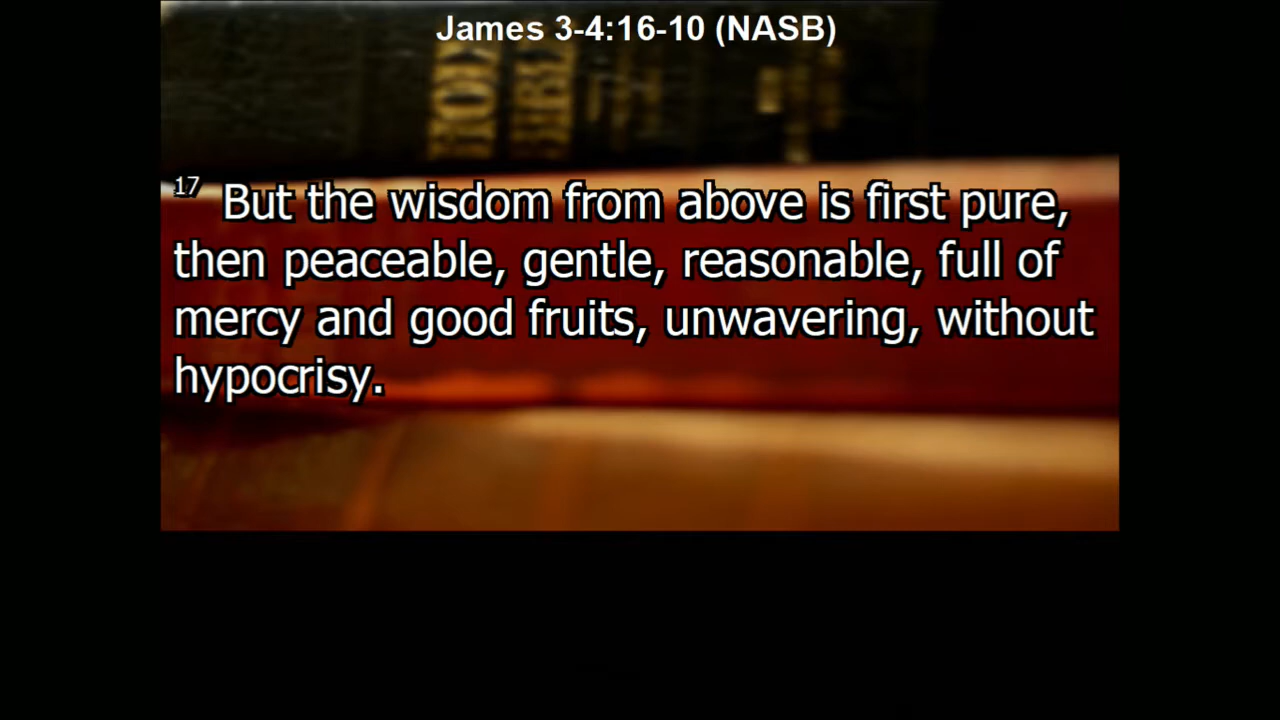 James 3-4:16-10 (NASB)
17 But the wisdom from above is first pure,
then peaceable, gentle, reasonable, full of
mercy and good fruits, unwavering, without
hypocrisy.